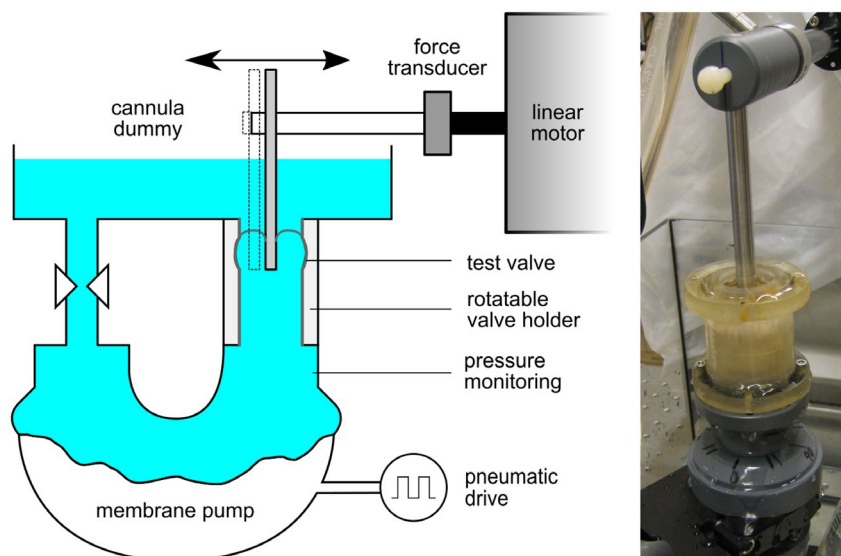 force
transducer
cannula
dummy
linear
motor
test valve
rotatable
valve holder
pressure
monitoring
pneumatic
drive
membrane pump